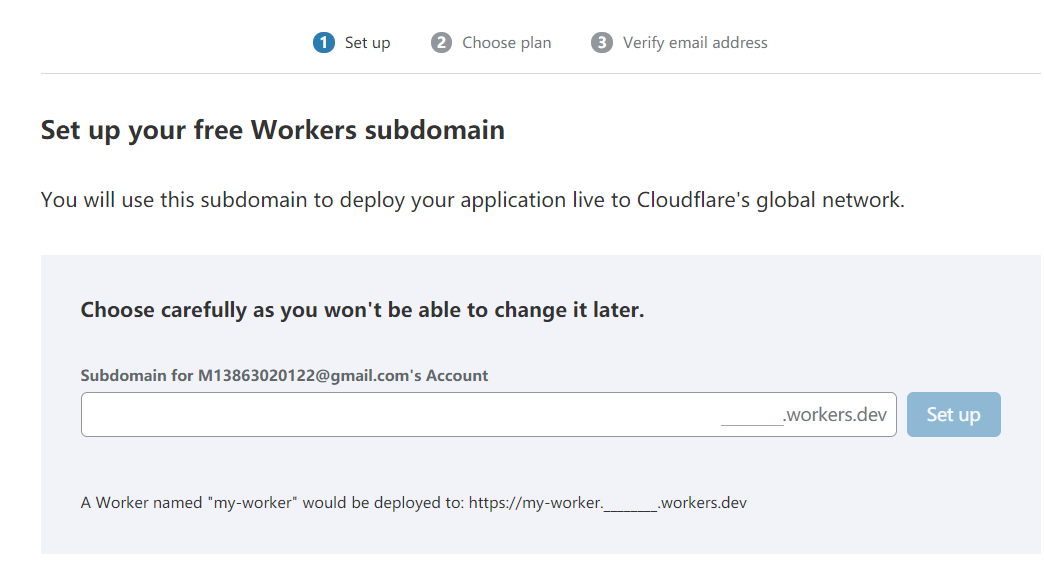 1 Set up 2 Choose plan 3 Verify email address
Set up your free Workers subdomain
You will use this subdomain to deploy your application live to Cloudflare's global network.
Choose carefully as you won't be able to change it later.
Subdomain for M13863020122@gmail.com's Account
_______.workers.dev Set up
A Worker named "my-worker" would be deployed to: https://my-worker._______.workers.dev